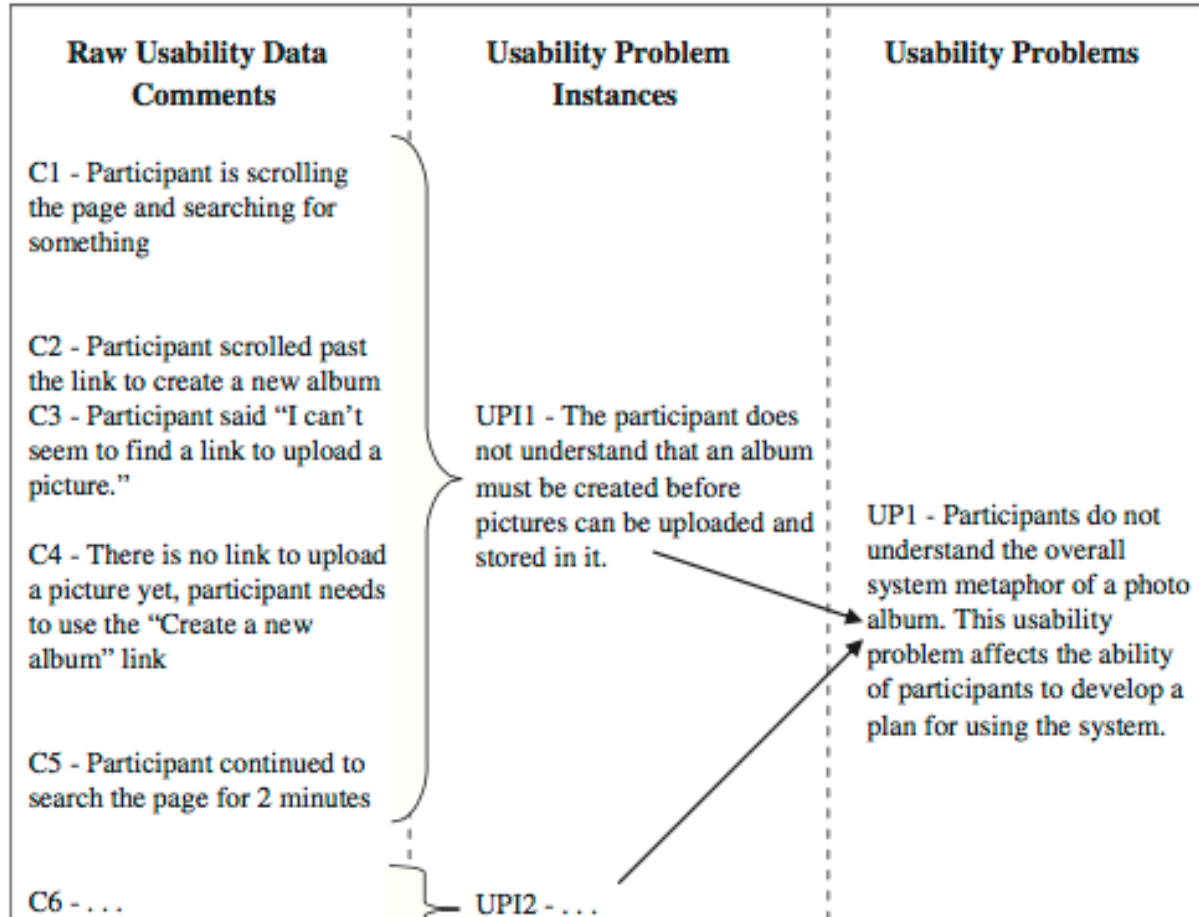 Raw Usability Data
Comments
C1 - Participant is scrolling
the page and searching for
something
C2 - Participant scrolled past
the link to create a new album
C3 - Participant said “I can’t
seem to find a link to upload a
picture.”
C4 - There is no link to upload
a picture yet, participant needs
to use the “Create a new
album” link
C5 - Participant continued to
search the page for 2 minutes
C6 - . . .
Usability Problem
Instances
UPI1 - The participant does
not understand that an album
must be created before
pictures can be uploaded and
stored in it.
UPI2 - . . .
Usability Problems
UP1 - Participants do not
understand the overall
system metaphor of a photo
album. This usability
problem affects the ability
of participants to develop a
plan for using the system.